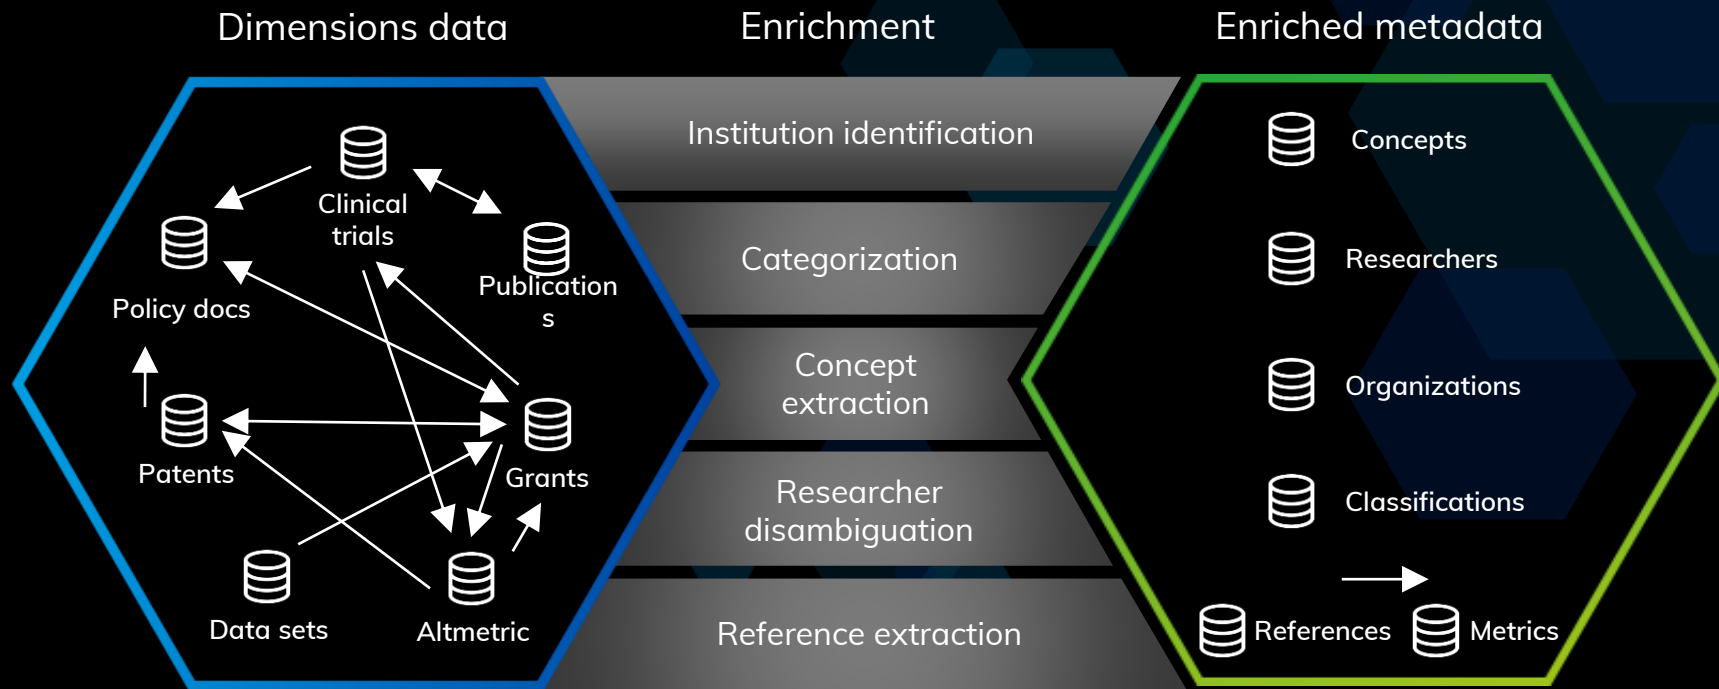 Dimensions data
Enrichment
Enriched metadata
Clinical
trials
Policy docs
Publication
s
Patents
Grants
Data sets
Altmetric
Institution identification
Categorization
Concept
extraction
Researcher
disambiguation
Reference extraction
Concepts
Researchers
Organizations
Classifications
References
Metrics